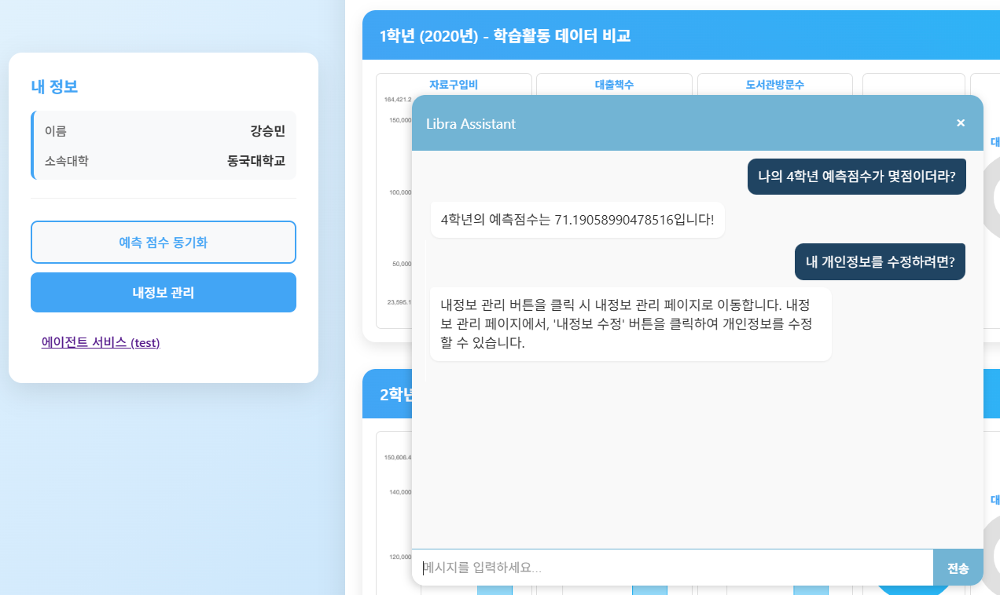 내 정보
이름 강승민
소속대학 동국대학교
예측 점수 동기화
내정보 관리
에이전트 서비스 (test)
1학년 (2020년) - 학습활동 데이터 비교
자료구입비
대출책수
도서관방문수
164,421.2
150,000
100,000
50,000
23,595.1
대
Libra Assistant
×
나의 4학년 예측점수가 몇점이더라?
4학년의 예측점수는 71.19058990478516입니다!
내 개인정보를 수정하려면?
내정보 관리 버튼을 클릭 시 내정보 관리 페이지로 이동합니다. 내정
보 관리 페이지에서, '내정보 수정' 버튼을 클릭하여 개인정보를 수정
할 수 있습니다.
메시지를 입력하세요...
전송
2학년
150,606.4
140,000
120,000
대